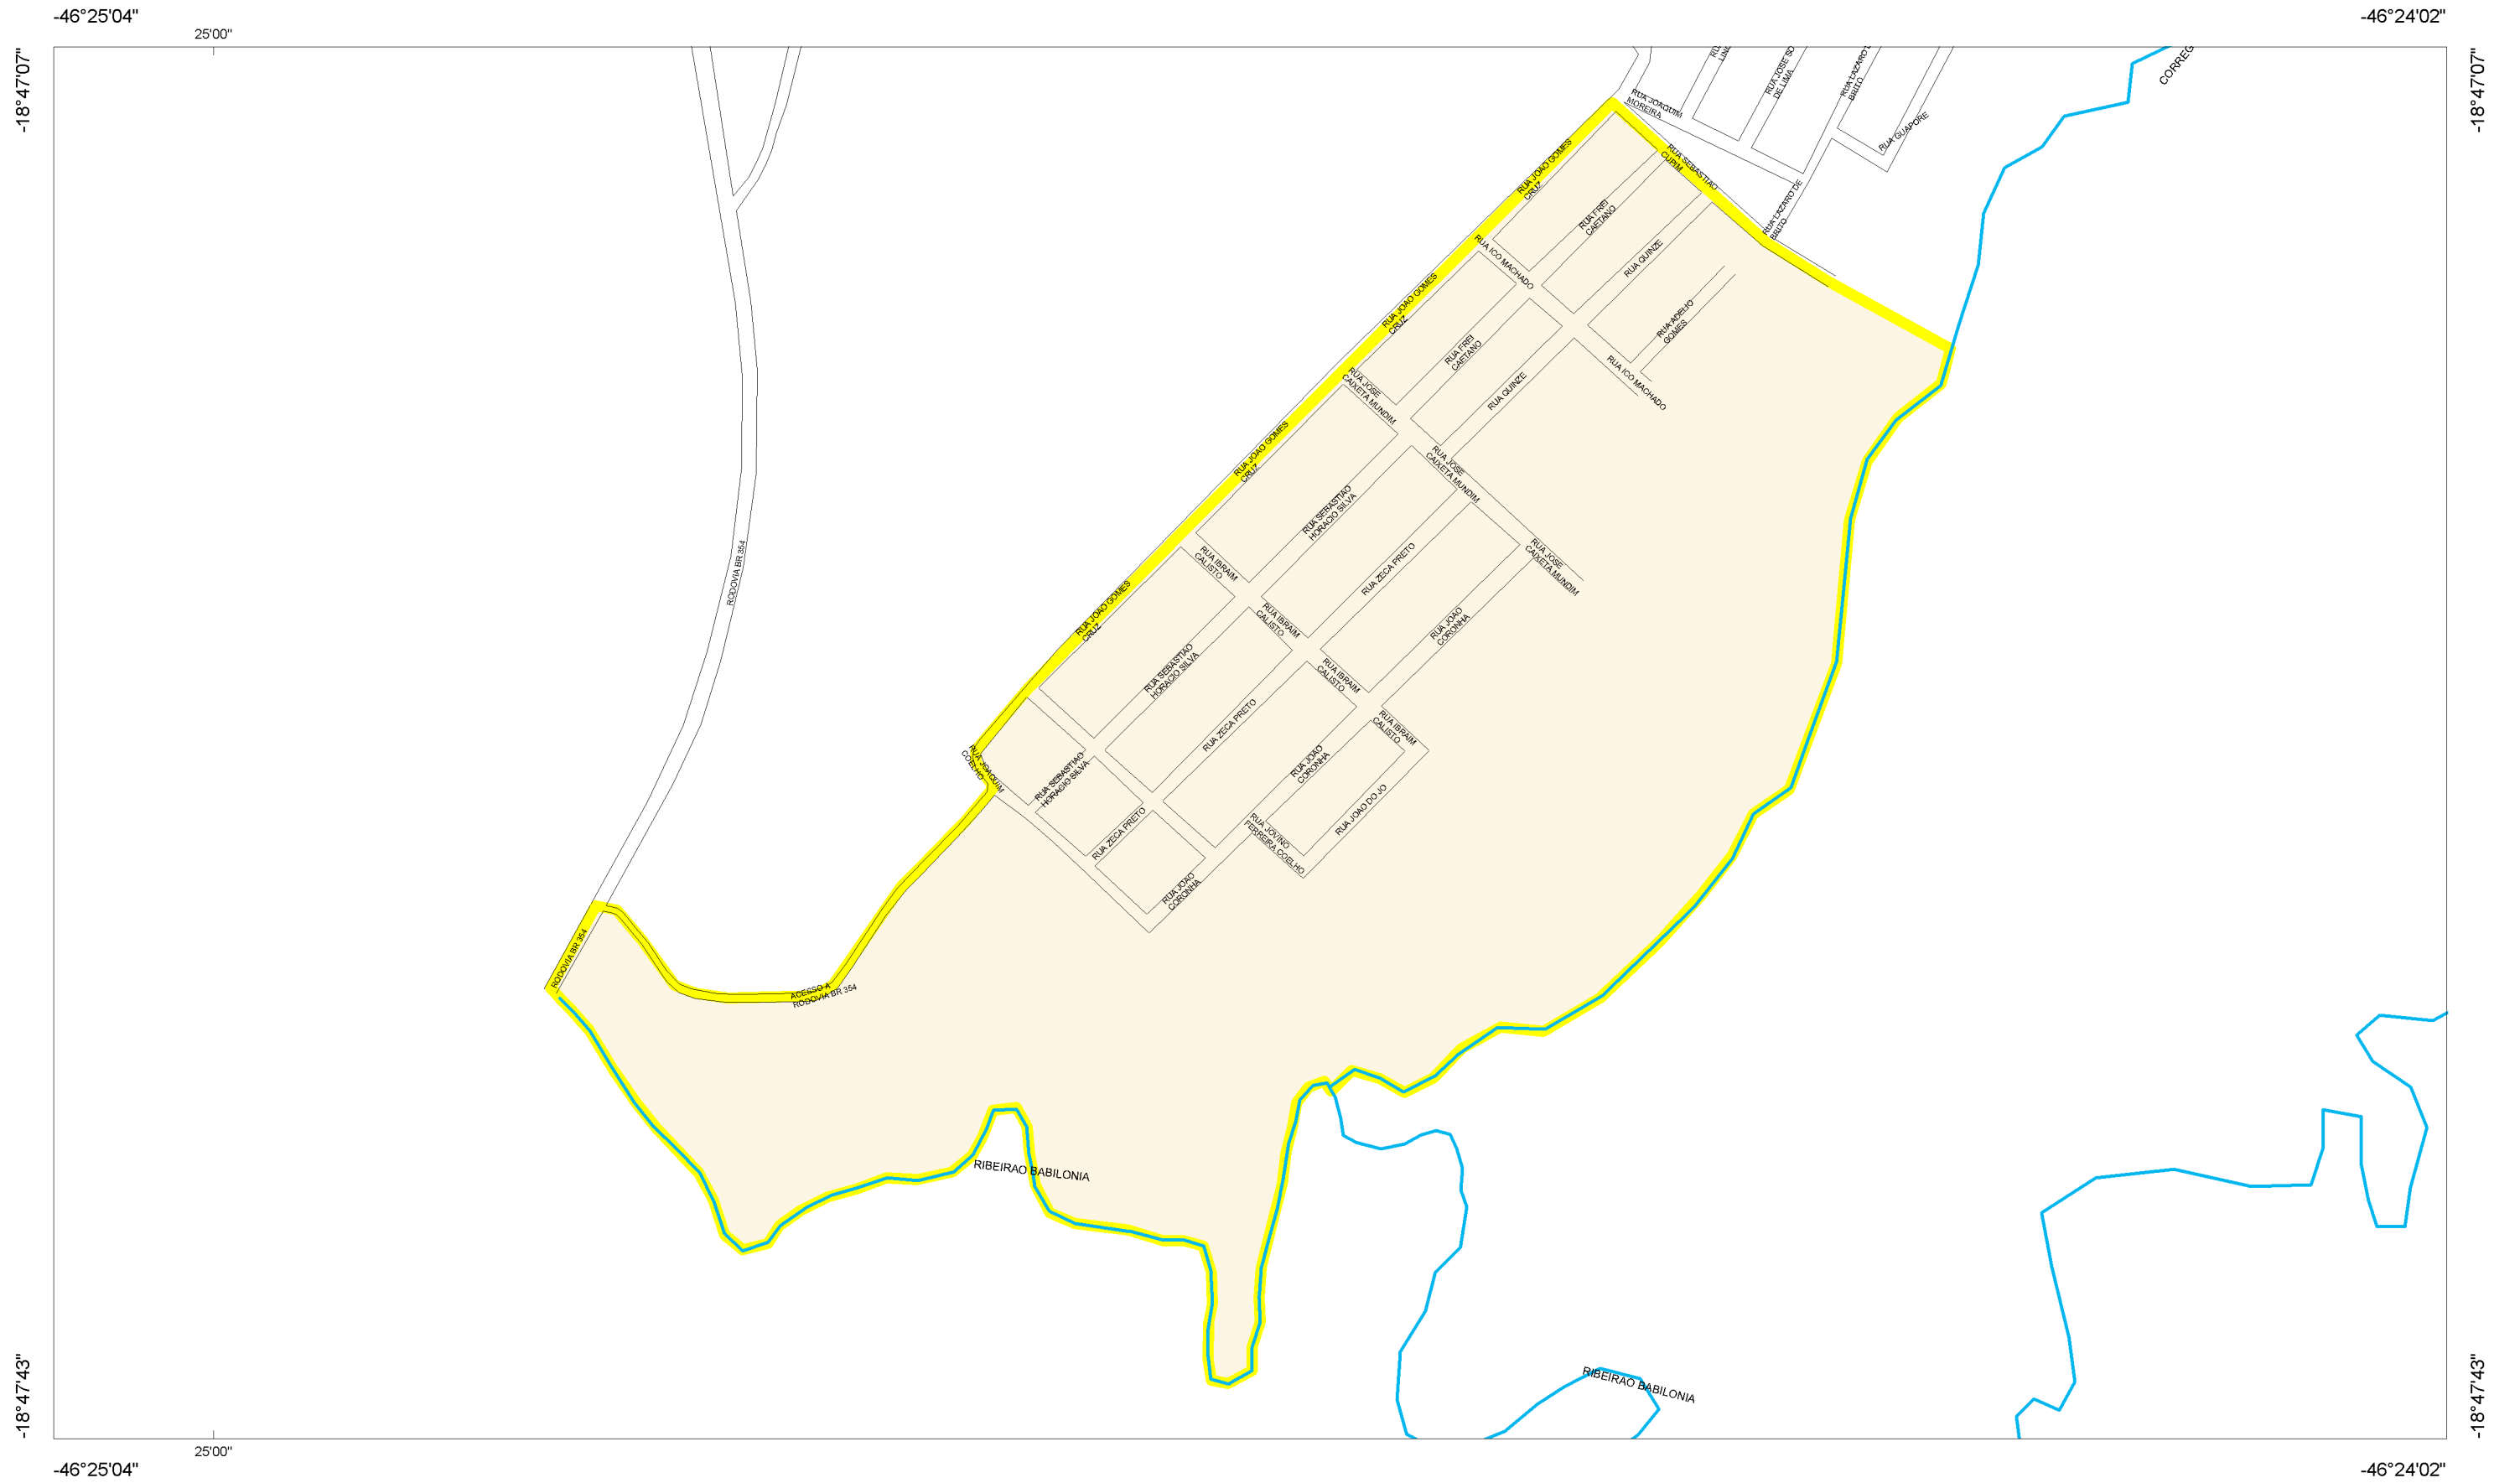 -46°25'04"
-46°24'02"
25'00"
-18°47'07"
-18°47'07"
CORREG
RUA JOSE SO
DE LIMA
RUA LAZARO
BRITO
RUA JOAQUIM
MOREIRA
RUA GUAPORE
RUA SEBASTIAO
CUPIM
RUA JOAO GOMES
CRUZ
RUA LAZARO DE
BRITO
RUA FREI
CAETANO
RUA ICO MACHADO
RUA QUINZE
RUA JOAO GOMES
CRUZ
RUA ADELIO
GOMES
RUA FREI
CAETANO
RUA ICO MACHADO
RUA JOSE
CAIXETA MUNDIM
RUA QUINZE
RUA JOAO GOMES
CRUZ
RUA JOSE
CAIXETA MUNDIM
RUA SEBASTIAO
HORACIO SILVA
RODOVIA BR 354
RUA IBRAIM
CALISTO
RUA ZECA PRETO
RUA JOSE
CAIXETA MUNDIM
RUA JOAO GOMES
CRUZ
RUA IBRAIM
CALISTO
RUA JOAO
CORONHA
RUA SEBASTIAO
HORACIO SILVA
RUA IBRAIM
CALISTO
RUA ZECA PRETO
RUA IBRAIM
CALISTO
RUA JOAQUIM
COELHO
RUA SEBASTIAO
HORACIO SILVA
RUA JOAO
CORONHA
RUA JOAO DO JO
RUA ZECA PRETO
RUA JOVINO
FERREIRA COELHO
RUA JOAO
CORONHA
RODOVIA BR 354
ACESSO A
RODOVIA BR 354
RIBEIRAO BABILONIA
RIBEIRAO BABILONIA
-18°47'43"
-18°47'43"
25'00"
-46°25'04"
-46°24'02"